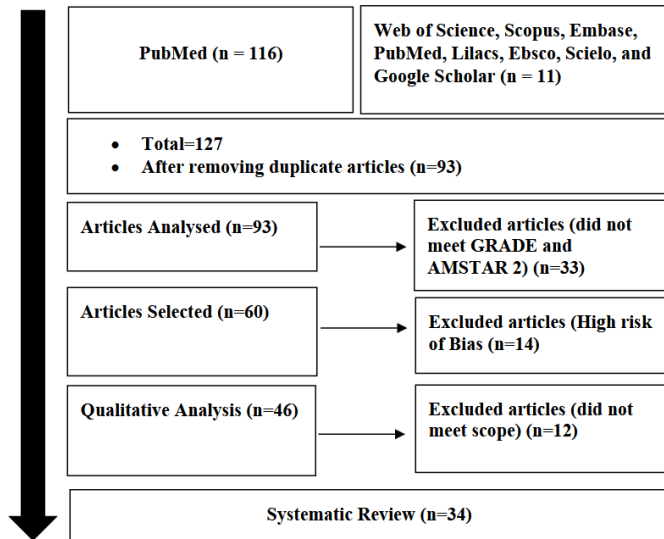 PubMed (n = 116)
Web of Science, Scopus, Embase,
PubMed, Lilacs, Ebsco, Scielo, and
Google Scholar (n = 11)
• Total=127
• After removing duplicate articles (n=93)
Articles Analysed (n=93)
Excluded articles (did not
meet GRADE and
AMSTAR 2) (n=33)
Articles Selected (n=60)
Excluded articles (High risk
of Bias (n=14)
Qualitative Analysis (n=46)
Excluded articles (did not
meet scope) (n=12)
Systematic Review (n=34)